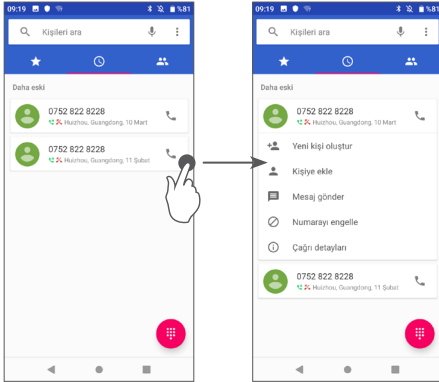 09:19 %81
Kişileri ara
Daha eski
0752 822 8228
Huizhou, Guangdong, 10 Mart
0752 822 8228
Huizhou, Guangdong, 11 Şubat
09:19 %81
Kişileri ara
Daha eski
0752 822 8228
Huizhou, Guangdong, 10 Mart
Yeni kişi oluştur
Kişiye ekle
Mesaj gönder
Numarayı engelle
Çağrı detayları
0752 822 8228
Huizhou, Guangdong, 11 Şubat